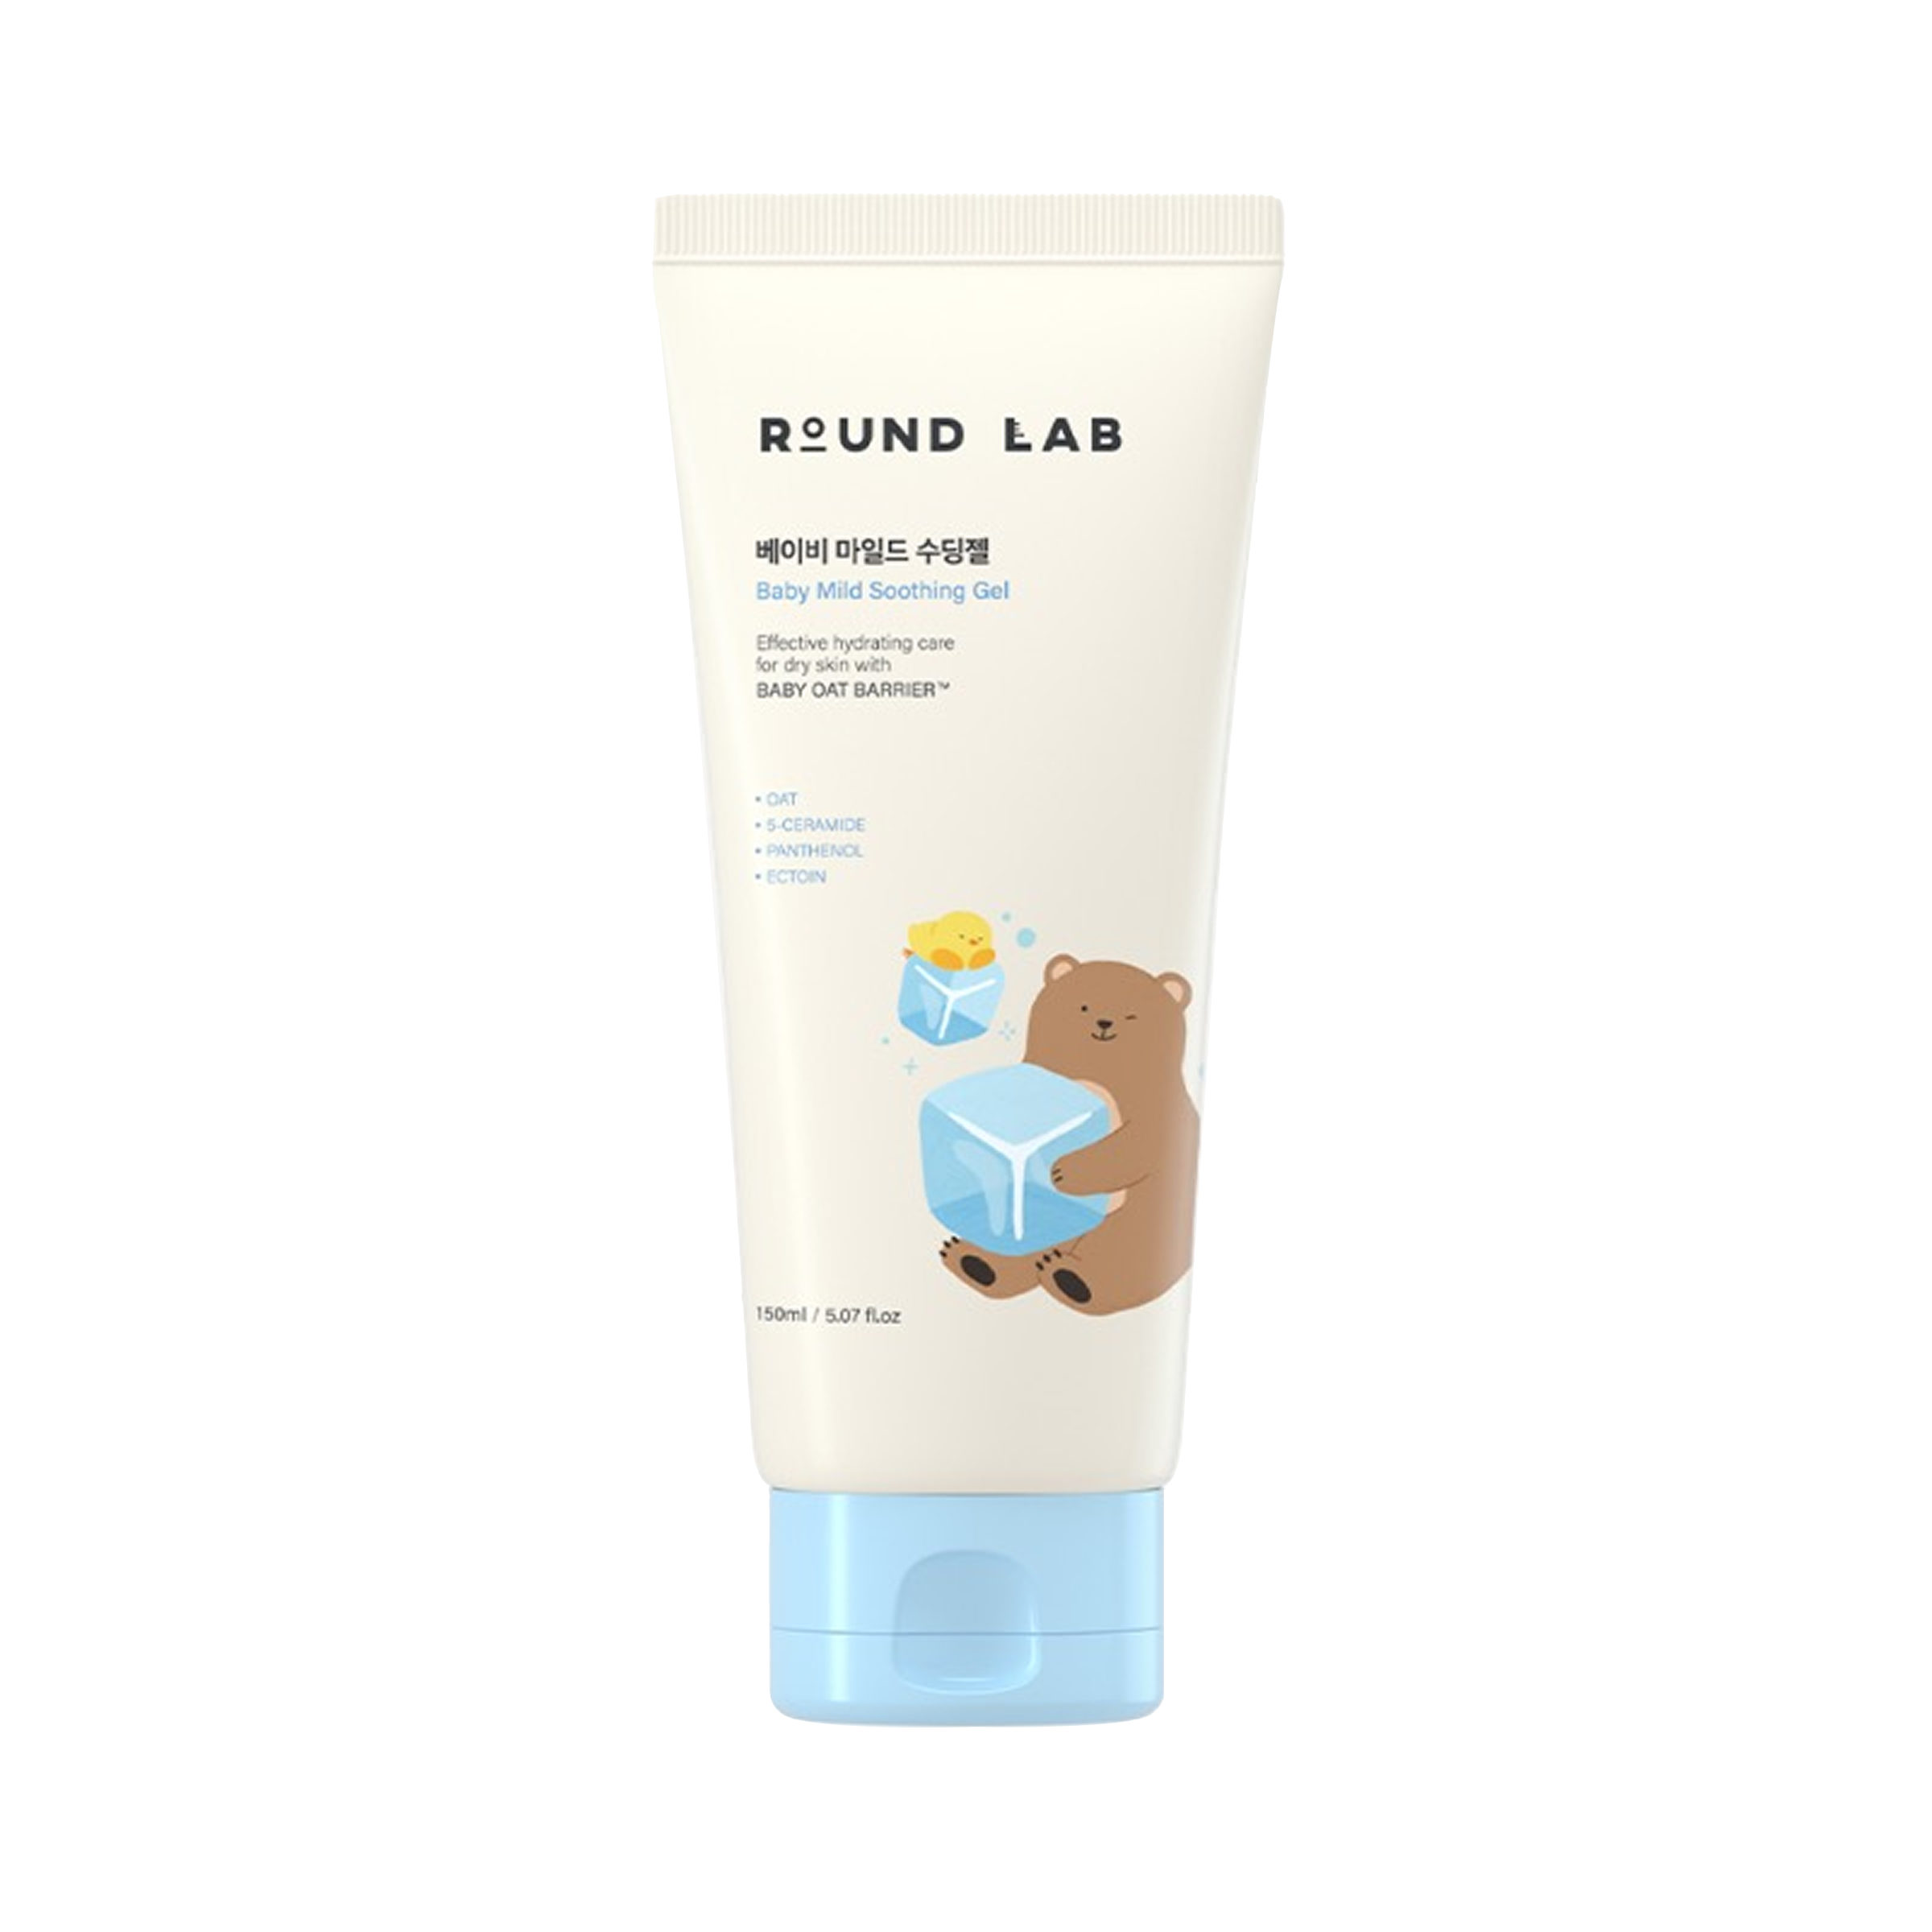 ROUND LAB
베이비 마일드 수딩젤
Baby Mild Soothing Gel
Effective hydrating care
for dry skin with
BABY OAT BARRIER™
• OAT
• 5-CERAMIDE
• PANTHENOL
• ECTOIN
150ml / 5.07 fl.oz